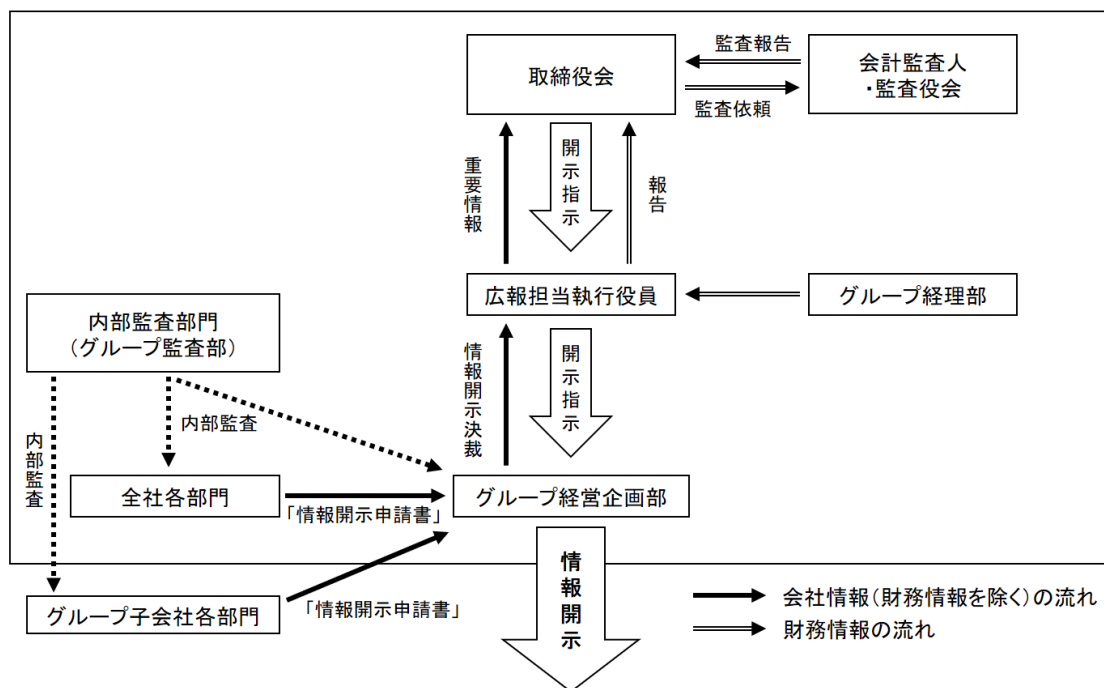 監査報告
取締役会
会計監査人
・監査役会
監査依頼
重要情報
開示指示
報告
広報担当執行役員
グループ経理部
内部監査部門
(グループ監査部)
情報開示決裁
開示指示
内部監査
内部監査
全社各部門
グループ経営企画部
「情報開示申請書」
情報開示
グループ子会社各部門
「情報開示申請書」
会社情報(財務情報を除く)の流れ
財務情報の流れ